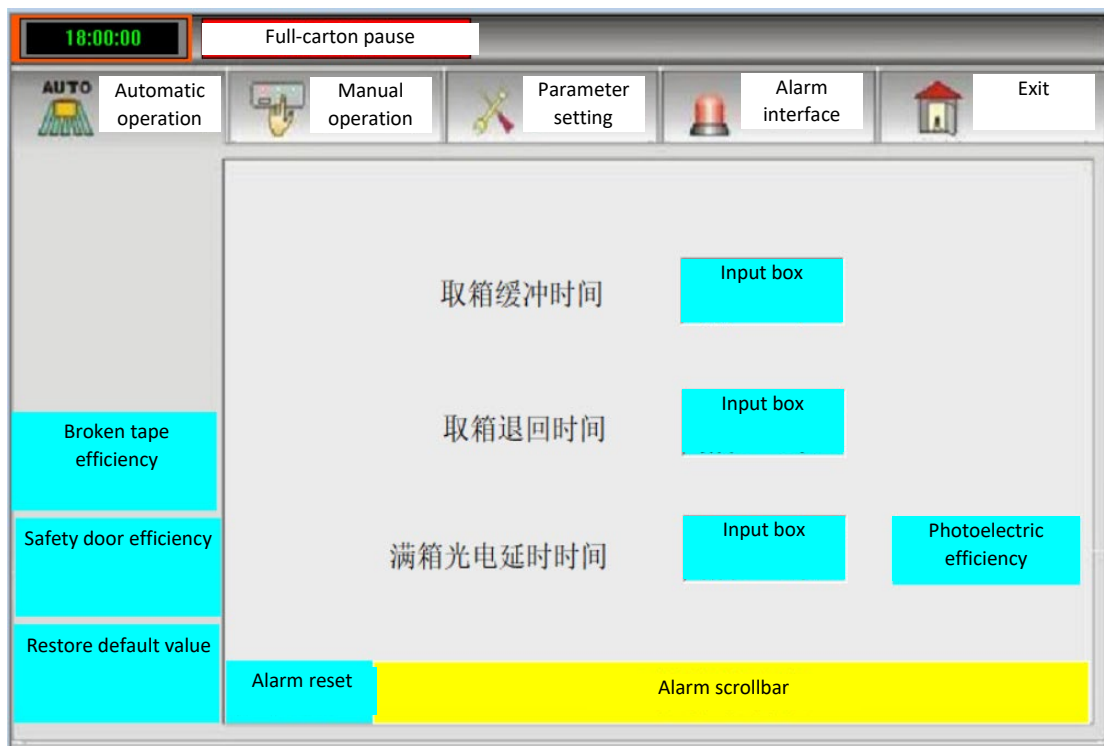 18:00:00
Full-carton pause
AUTO
Automatic
operation
Manual
operation
Parameter
setting
Alarm
interface
Exit
取箱缓冲时间
Input box
Broken tape
efficiency
取箱退回时间
Input box
Safety door efficiency
满箱光电延时时间
Input box
Photoelectric
efficiency
Restore default value
Alarm reset
Alarm scrollbar